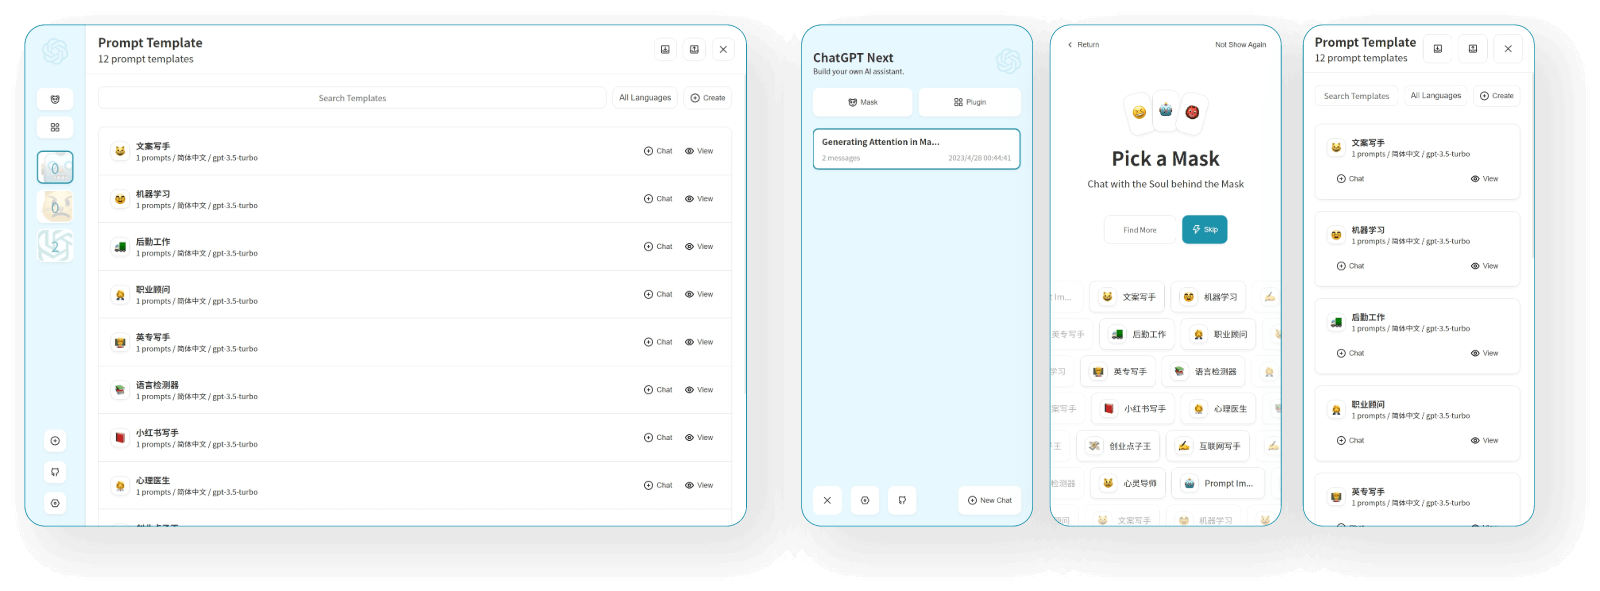 Prompt Template
12 prompt templates
Search Templates
All Languages
Create
文案写手
1 prompts / 简体中文 / gpt-3.5-turbo
Chat
View
机器学习
1 prompts / 简体中文 / gpt-3.5-turbo
Chat
View
后勤工作
1 prompts / 简体中文 / gpt-3.5-turbo
Chat
View
职业顾问
1 prompts / 简体中文 / gpt-3.5-turbo
Chat
View
英专写手
1 prompts / 简体中文 / gpt-3.5-turbo
Chat
View
语言检测器
1 prompts / 简体中文 / gpt-3.5-turbo
Chat
View
小红书写手
1 prompts / 简体中文 / gpt-3.5-turbo
Chat
View
心理医生
1 prompts / 简体中文 / gpt-3.5-turbo
Chat
View
0
0
2
ChatGPT Next
Build your own AI assistant.
Mask
Plugin
Generating Attention in Ma...
2 messages
2023/4/28 00:44:41
New Chat
Return
Not Show Again
Pick a Mask
Chat with the Soul behind the Mask
Find More
Skip
Im...
文案写手
机器学习
英专写手
后勤工作
职业顾问
学习
英专写手
语言检测器
案写手
小红书写手
心理医生
王
创业点子王
互联网写手
检测器
心灵导师
Prompt Im...
文案写手
机器学习
Prompt Template
12 prompt templates
Search Templates
All Languages
Create
文案写手
1 prompts / 简体中文 / gpt-3.5-turbo
Chat
View
机器学习
1 prompts / 简体中文 / gpt-3.5-turbo
Chat
View
后勤工作
1 prompts / 简体中文 / gpt-3.5-turbo
Chat
View
职业顾问
1 prompts / 简体中文 / gpt-3.5-turbo
Chat
View
英专写手
1 prompts / 简体中文 / gpt-3.5-turbo